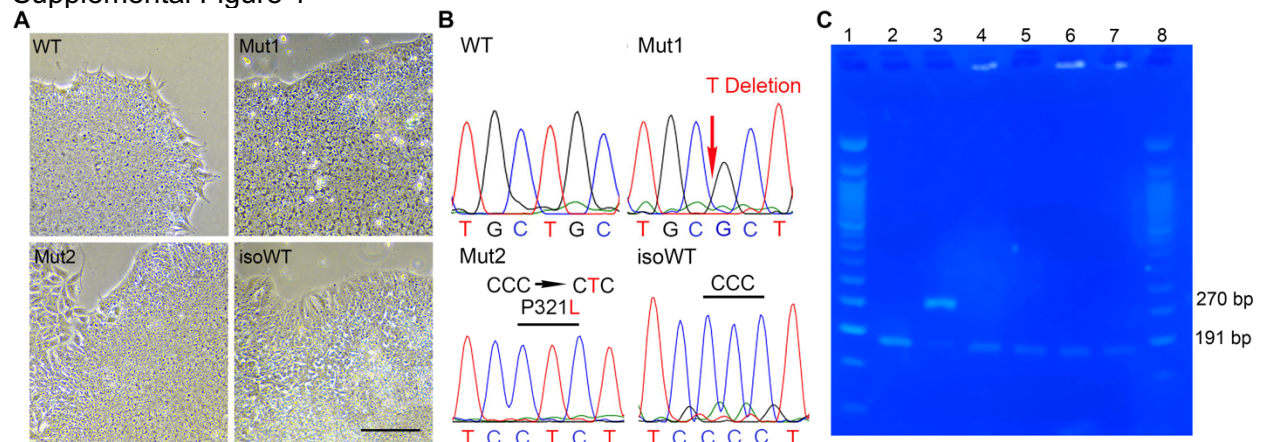 Supplemental Figure 1
A
WT
Mut1
Mut2
isoWT
B
WT
Mut1
T Deletion
T G C T G C
T G C G C T
Mut2
CCC CTC
P321L
isoWT
CCC
T C C T C T
T C C C C T
C
1 2 3 4 5 6 7 8
270 bp
191 bp